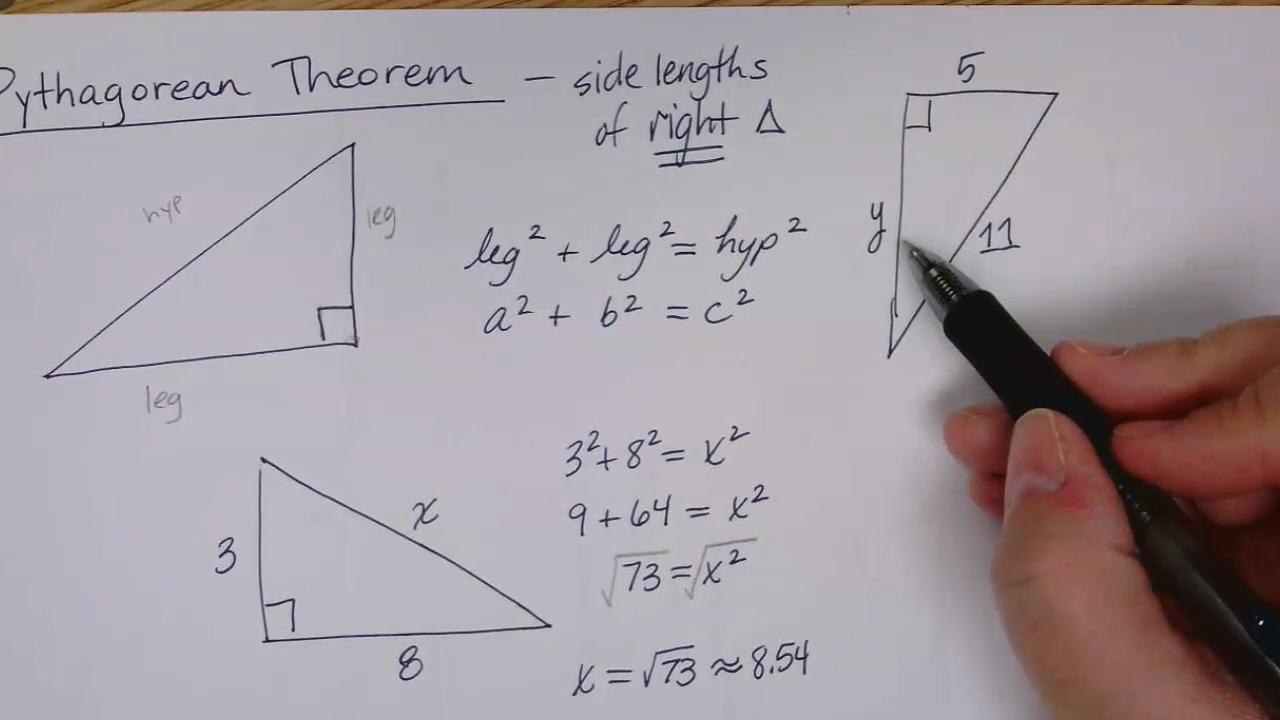 Pythagorean Theorem – side lengths
of right Δ
hyp
leg
leg
leg² + leg² = hyp²
a² + b² = c²
5
y
11
3
x
8
3² + 8² = x²
9 + 64 = x²
√73 = √x²
x = √73 ≈ 8.54